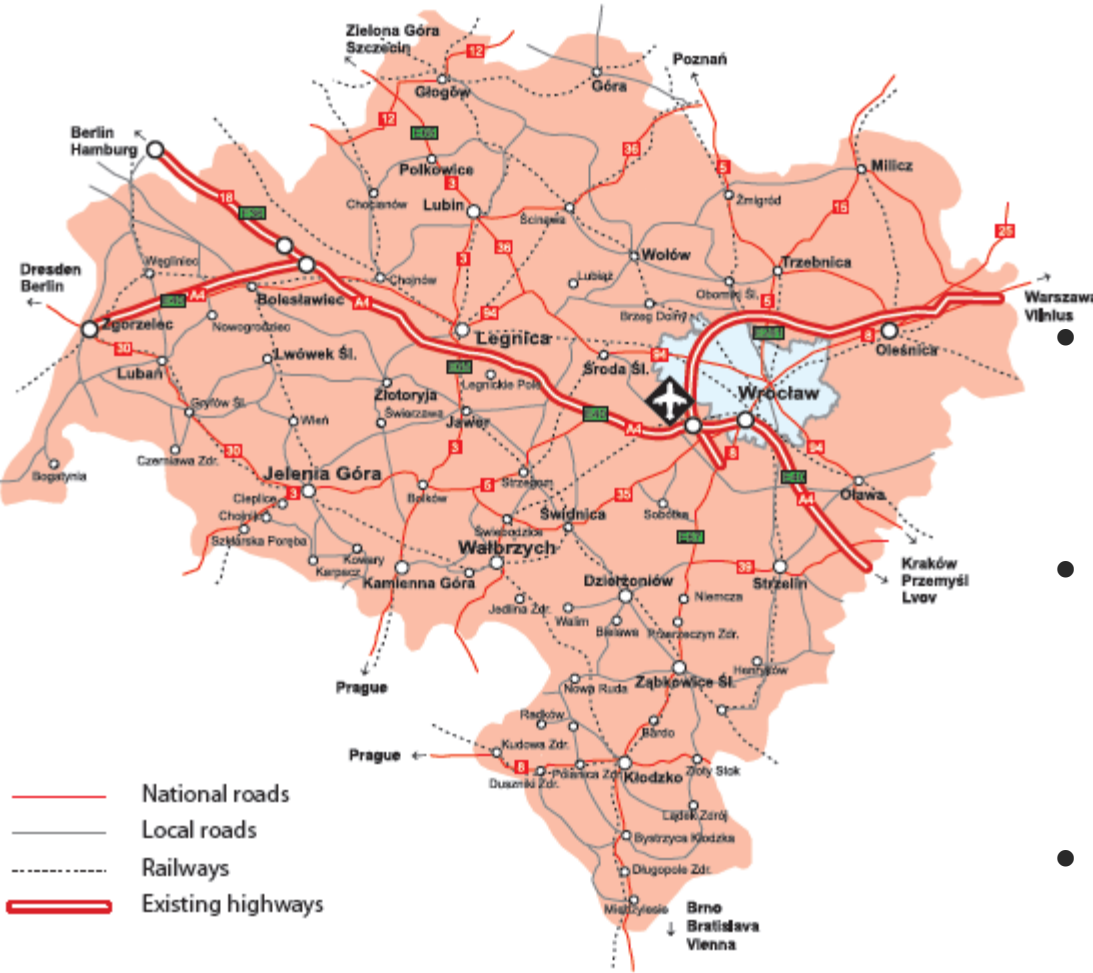 Zielona Góra
Szczecin
12
Poznań
Głogów
Góra
12
Berlin
Hamburg
36
Polkowice
5
Milicz
3
18
Chocianów
Lubin
Żmigród
15
Ścinawa
25
36
3
Wołów
Węgliniec
Trzebnica
Dresden
Berlin
Chojnów
Lubiąż
Oborniki Śl.
Warszawa
Vilnius
A4
Bolesławiec
A4
5
94
Brzeg Dolny
Zgorzelec
Nowogrodziec
Legnica
8
Oleśnica
30
Lwówek Śl.
94
Lubań
Środa Śl.
Legnickie Pole
Złotoryja
Wrocław
Gryfów Śl.
Świerzawa
Jawor
Wleń
A4
3
8
94
30
Czerniawa Zdr.
Bogatynia
Jelenia Góra
Strzegom
Bolków
5
35
A4
Oława
3
Cieplice
Sobótka
Świdnica
Świebodzice
Szklarska Poręba
Wałbrzych
Kowary
Karpacz
Kamienna Góra
Dzierżoniów
39
Strzelin
Kraków
Przemyśl
Lvov
Jedlina Zdr.
Niemcza
Walim
Bielawa
Przerzeczyn Zdr.
Henryków
Prague
Nowa Ruda
Ząbkowice Śl.
Radków
Bardo
Kudowa Zdr.
Prague
8
Polanica Zdr.
Kłodzko
Złoty Stok
Duszniki Zdr.
National roads
Lądek Zdrój
Local roads
Bystrzyca Kłodzka
Railways
Długopole Zdr.
Existing highways
Międzylesie
Brno
Bratislava
Vienna